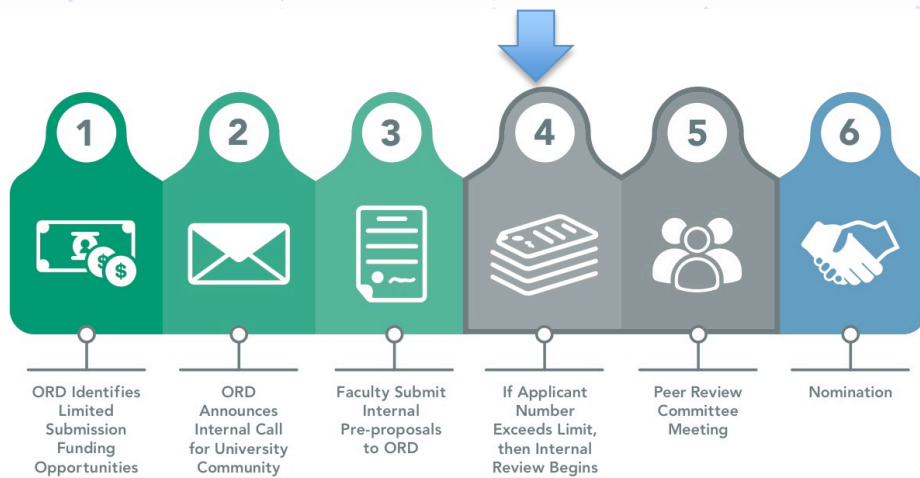 1
2
3
4
5
6
$
$
ORD Identifies
Limited
Submission
Funding
Opportunities
ORD
Announces
Internal Call
for University
Community
Faculty Submit
Internal
Pre-proposals
to ORD
If Applicant
Number
Exceeds Limit,
then Internal
Review Begins
Peer Review
Committee
Meeting
Nomination